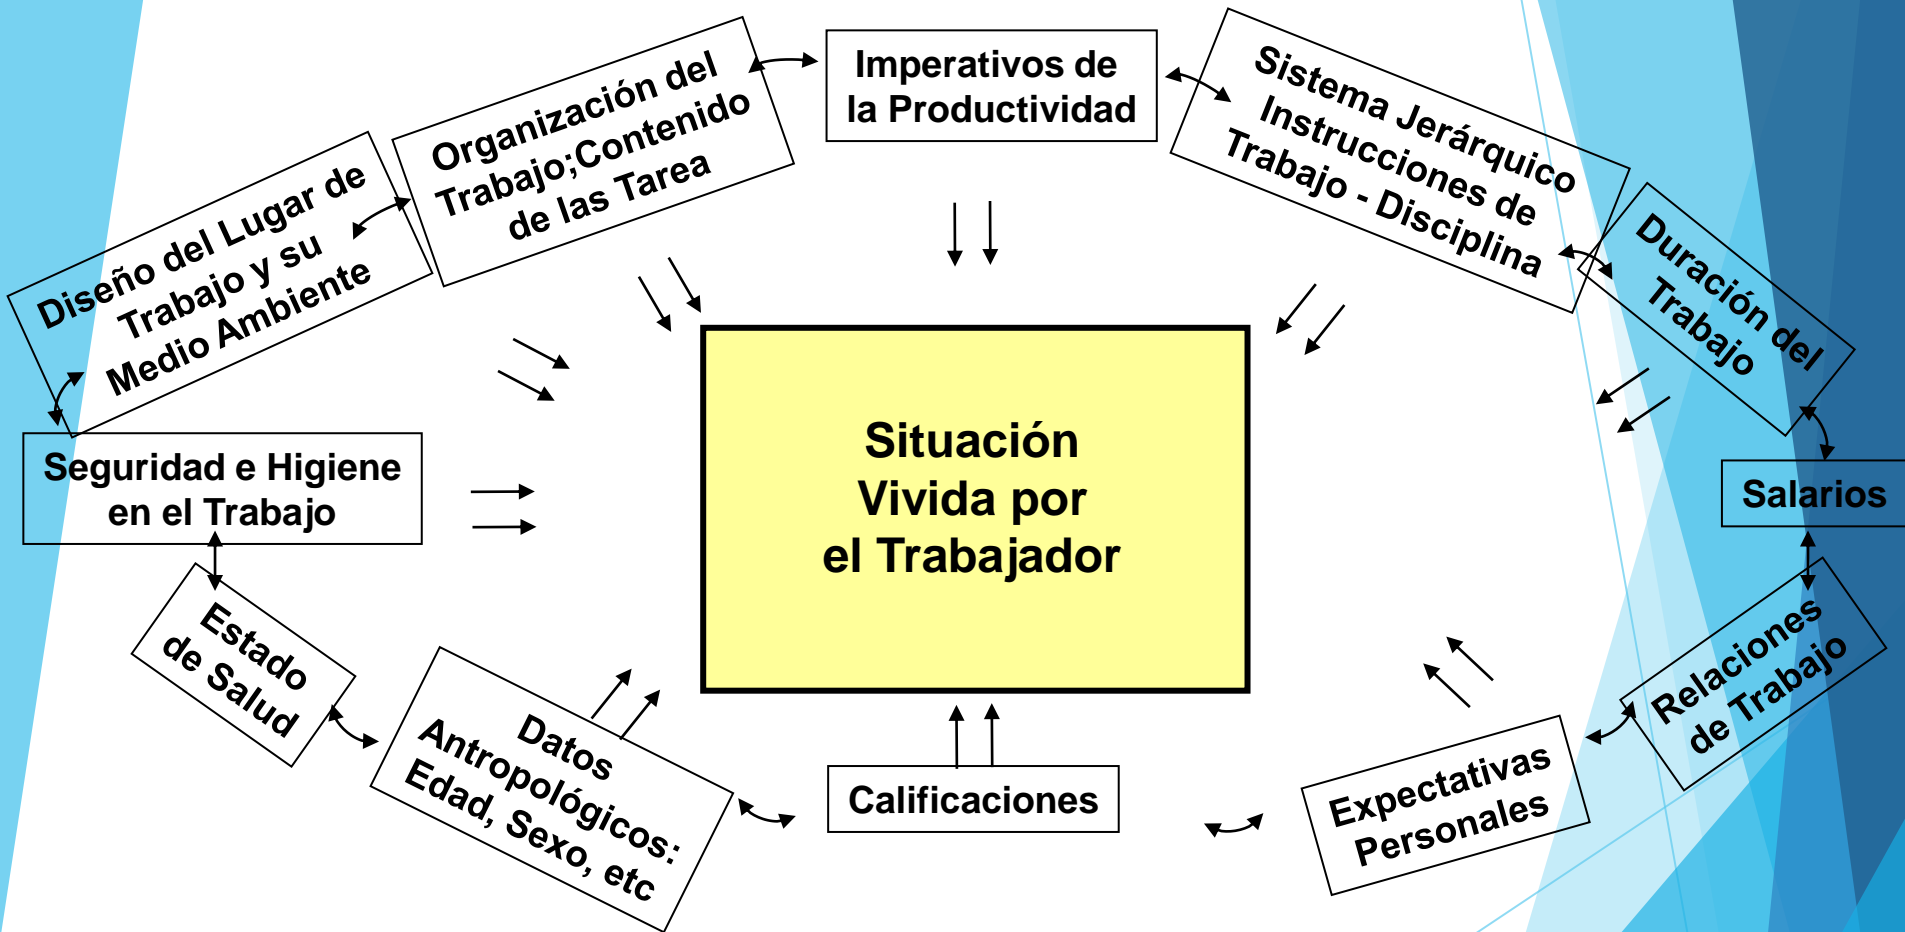 Imperativos de
la Productividad
Sistema Jerárquico
Instrucciones de
Trabajo - Disciplina
Duración del
Trabajo
Salarios
Relaciones
de Trabajo
Expectativas
Personales
Calificaciones
Datos
Antropológicos:
Edad, Sexo, etc
Estado
de Salud
Seguridad e Higiene
en el Trabajo
Diseño del Lugar de
Trabajo y su
Medio Ambiente
Organización del
Trabajo;Contenido
de las Tarea
Situación
Vivida por
el Trabajador